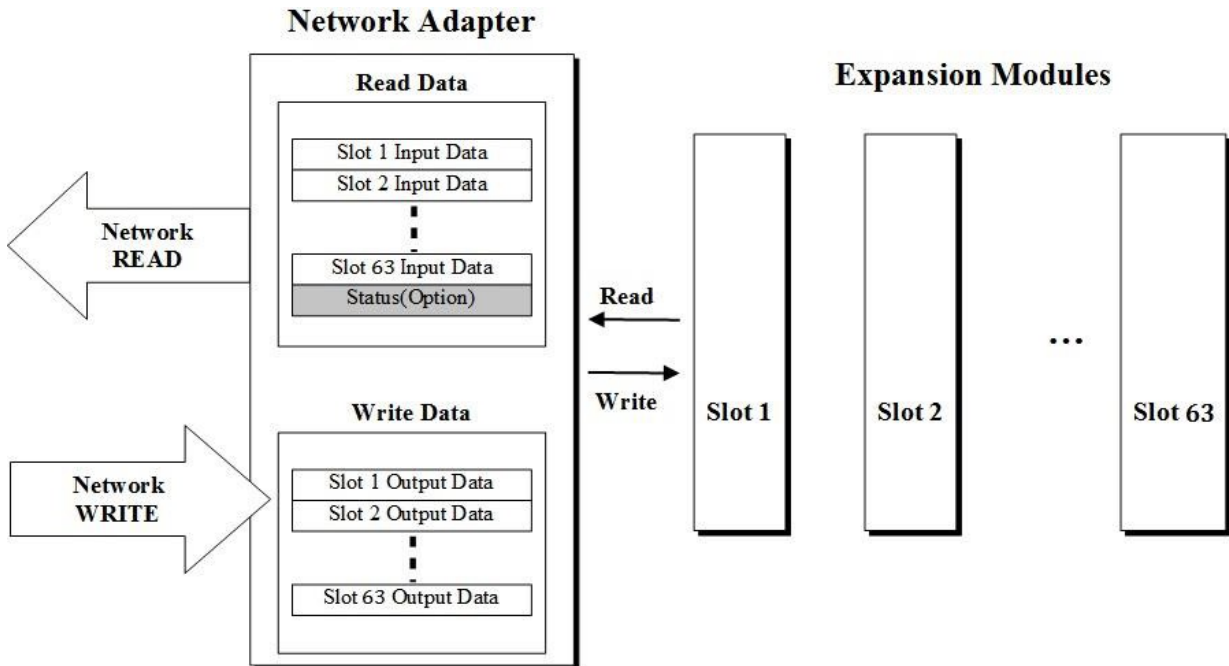 Network Adapter
Read Data
Slot 1 Input Data
Slot 2 Input Data
Slot 63 Input Data
Status(Option)
Network
READ
Write Data
Slot 1 Output Data
Slot 2 Output Data
Slot 63 Output Data
Network
WRITE
Read
Write
Expansion Modules
Slot 1
Slot 2
...
Slot 63